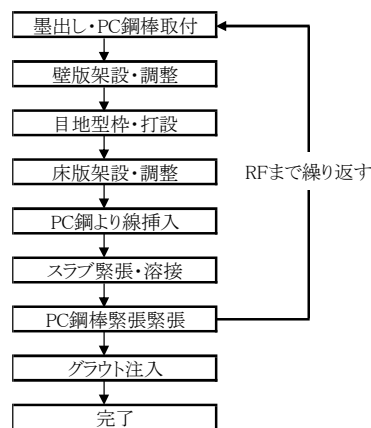 墨出し・PC鋼棒取付
壁版架設・調整
目地型枠・打設
床版架設・調整
RFまで繰り返す
PC鋼より線挿入
スラブ緊張・溶接
PC鋼棒緊張緊張
グラウト注入
完了